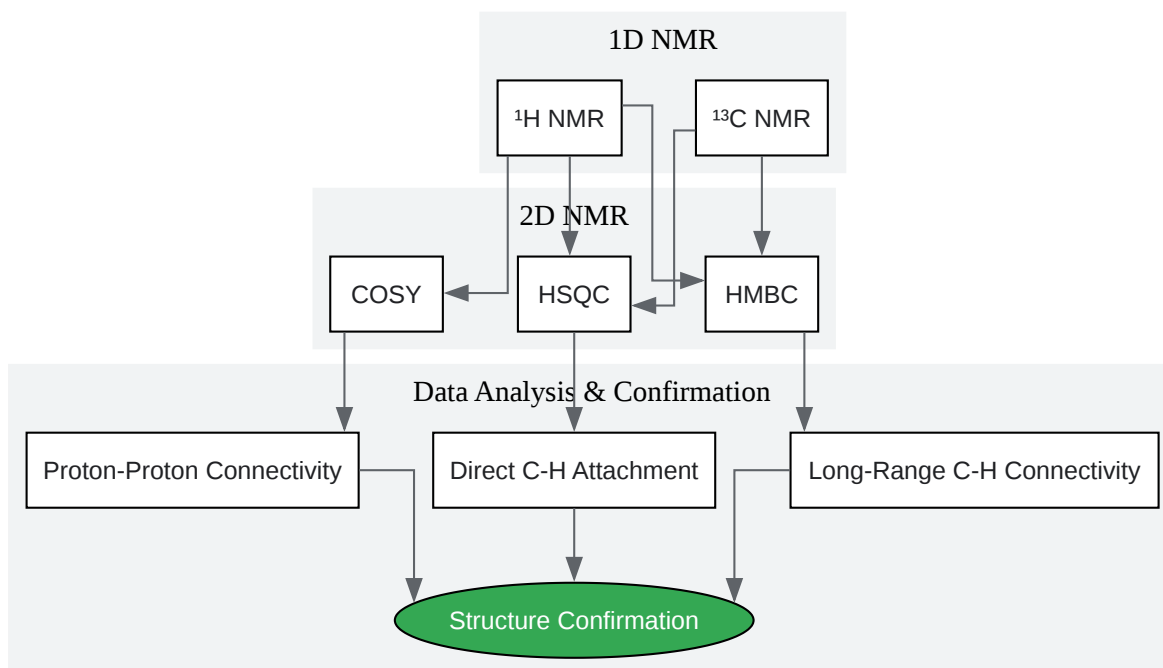 1D NMR
¹H NMR
¹³C NMR
2D NMR
COSY
HSQC
HMBC
Data Analysis & Confirmation
Proton-Proton Connectivity
Direct C-H Attachment
Long-Range C-H Connectivity
Structure Confirmation